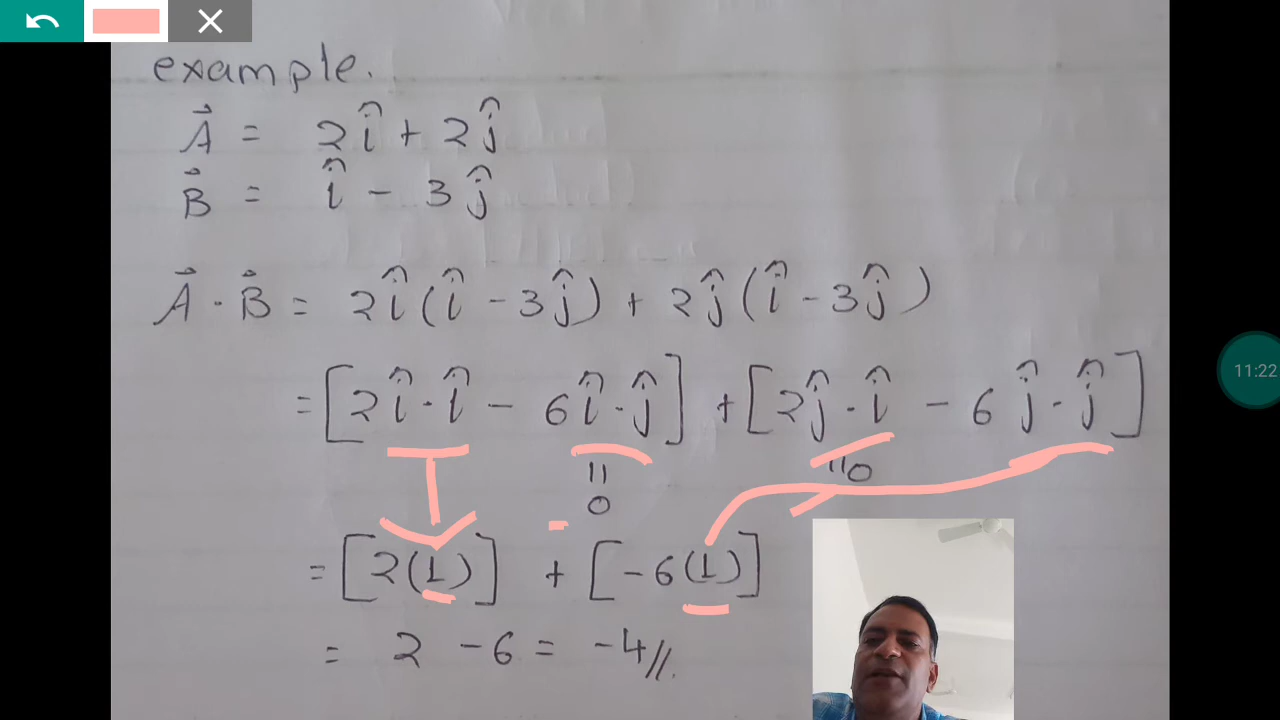 example.
A⃗ = 2î + 2ĵ
B⃗ = î - 3ĵ
A⃗ · B⃗ = 2î(î - 3ĵ) + 2ĵ(î - 3ĵ)
= [2î·î - 6î·ĵ] + [2ĵ·î - 6ĵ·ĵ]
11:22
॥ ॥0
0
= [2(1)] + [-6(1)]
= 2 - 6 = -4//.